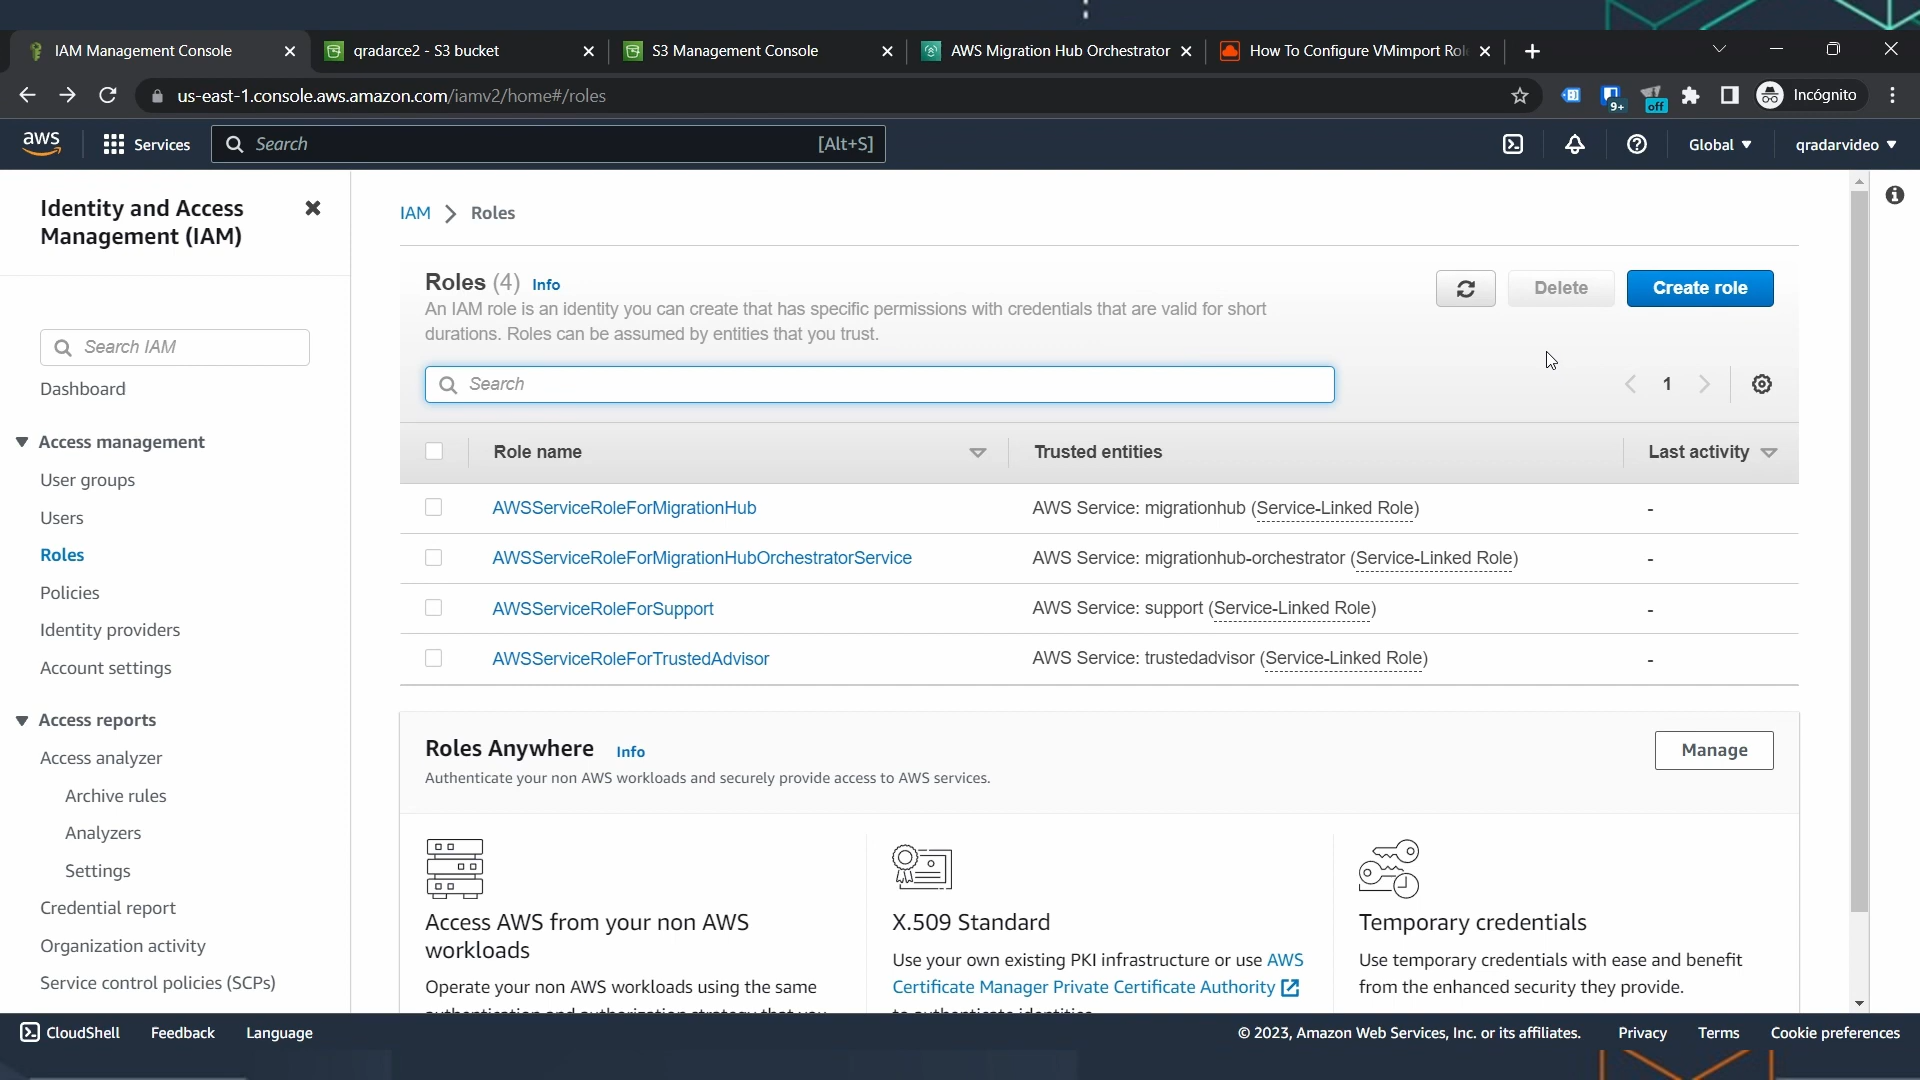 IAM Management Console
qradarce2 - S3 bucket
S3 Management Console
AWS Migration Hub Orchestrator
How To Configure VMimport Rol
us-east-1.console.aws.amazon.com/iamv2/home#/roles
9+
off
Incógnito
aws
Services
Search
[Alt+S]
Global
qradarvideo
Identity and Access
Management (IAM)
Search IAM
Dashboard
Access management
User groups
Users
Roles
Policies
Identity providers
Account settings
Access reports
Access analyzer
Archive rules
Analyzers
Settings
Credential report
Organization activity
Service control policies (SCPs)
IAM > Roles
Roles (4) Info
An IAM role is an identity you can create that has specific permissions with credentials that are valid for short
durations. Roles can be assumed by entities that you trust.
Delete
Create role
Search
1
Role name
Trusted entities
Last activity
AWSServiceRoleForMigrationHub
AWS Service: migrationhub (Service-Linked Role)
-
AWSServiceRoleForMigrationHubOrchestratorService
AWS Service: migrationhub-orchestrator (Service-Linked Role)
-
AWSServiceRoleForSupport
AWS Service: support (Service-Linked Role)
-
AWSServiceRoleForTrustedAdvisor
AWS Service: trustedadvisor (Service-Linked Role)
-
Roles Anywhere Info
Authenticate your non AWS workloads and securely provide access to AWS services.
Manage
Access AWS from your non AWS
workloads
Operate your non AWS workloads using the same
X.509 Standard
Use your own existing PKI infrastructure or use AWS
Certificate Manager Private Certificate Authority
to authenticate identities
Temporary credentials
Use temporary credentials with ease and benefit
from the enhanced security they provide.
CloudShell
Feedback
Language
© 2023, Amazon Web Services, Inc. or its affiliates.
Privacy
Terms
Cookie preferences